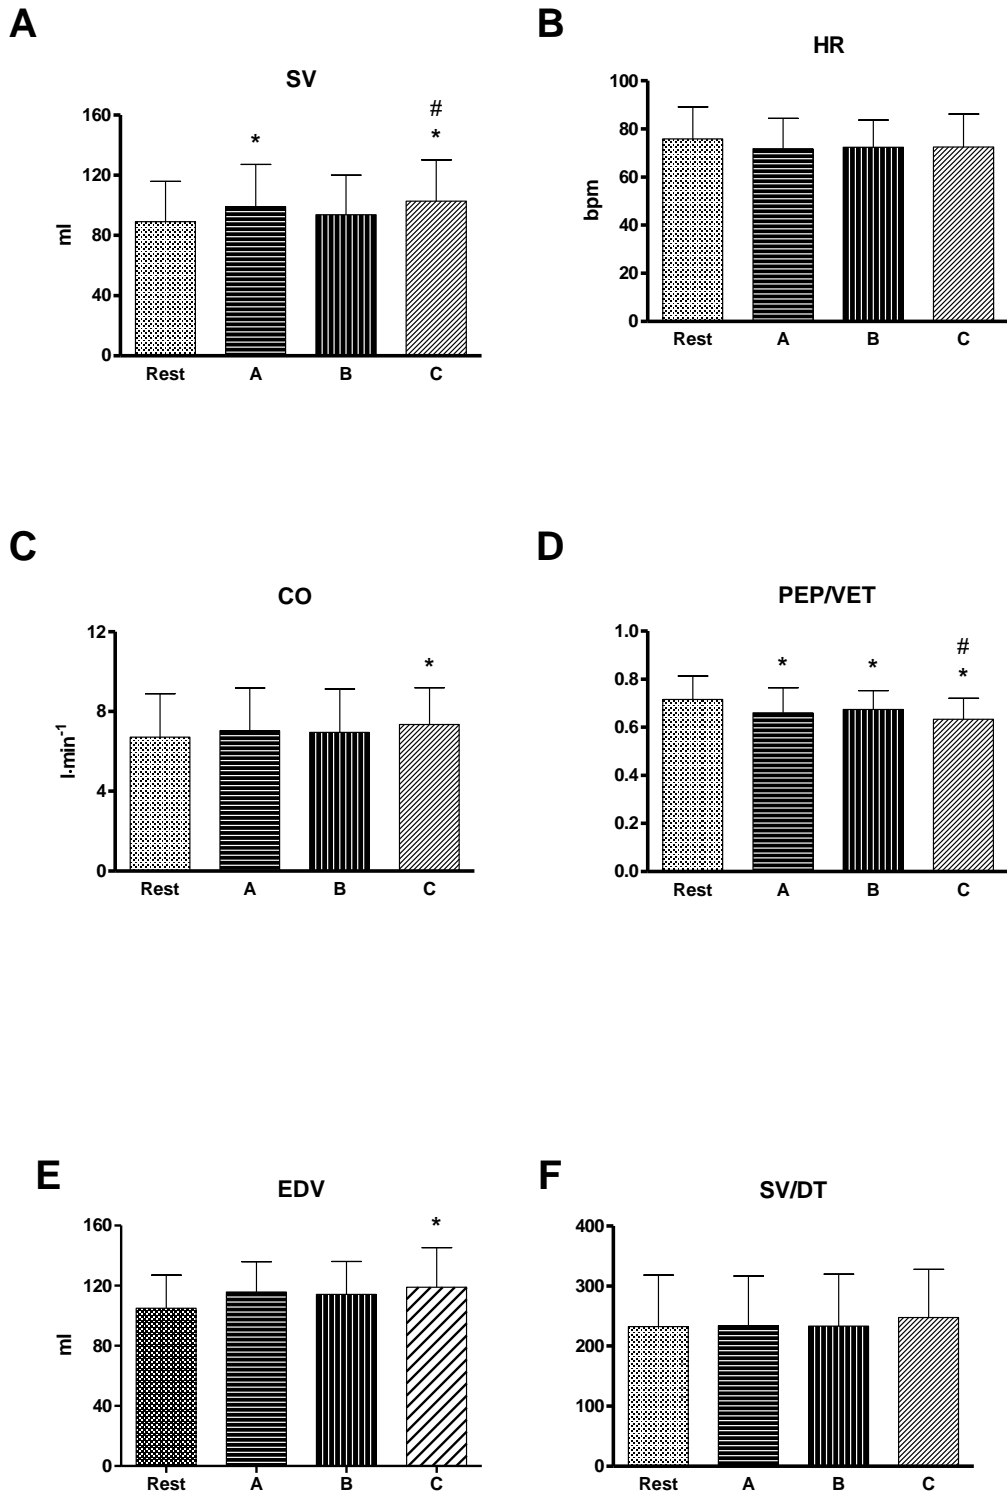 A
SV
160
120
80
40
0
ml
*
#
*
Rest A B C
B
HR
100
80
60
40
20
0
bpm
Rest A B C
C
CO
12
8
4
0
l·min⁻¹
*
Rest A B C
D
PEP/VET
1.0
0.8
0.6
0.4
0.2
0.0
*
*
#
*
Rest A B C
E
EDV
160
120
80
40
0
ml
*
Rest A B C
F
SV/DT
400
300
200
100
0
Rest A B C